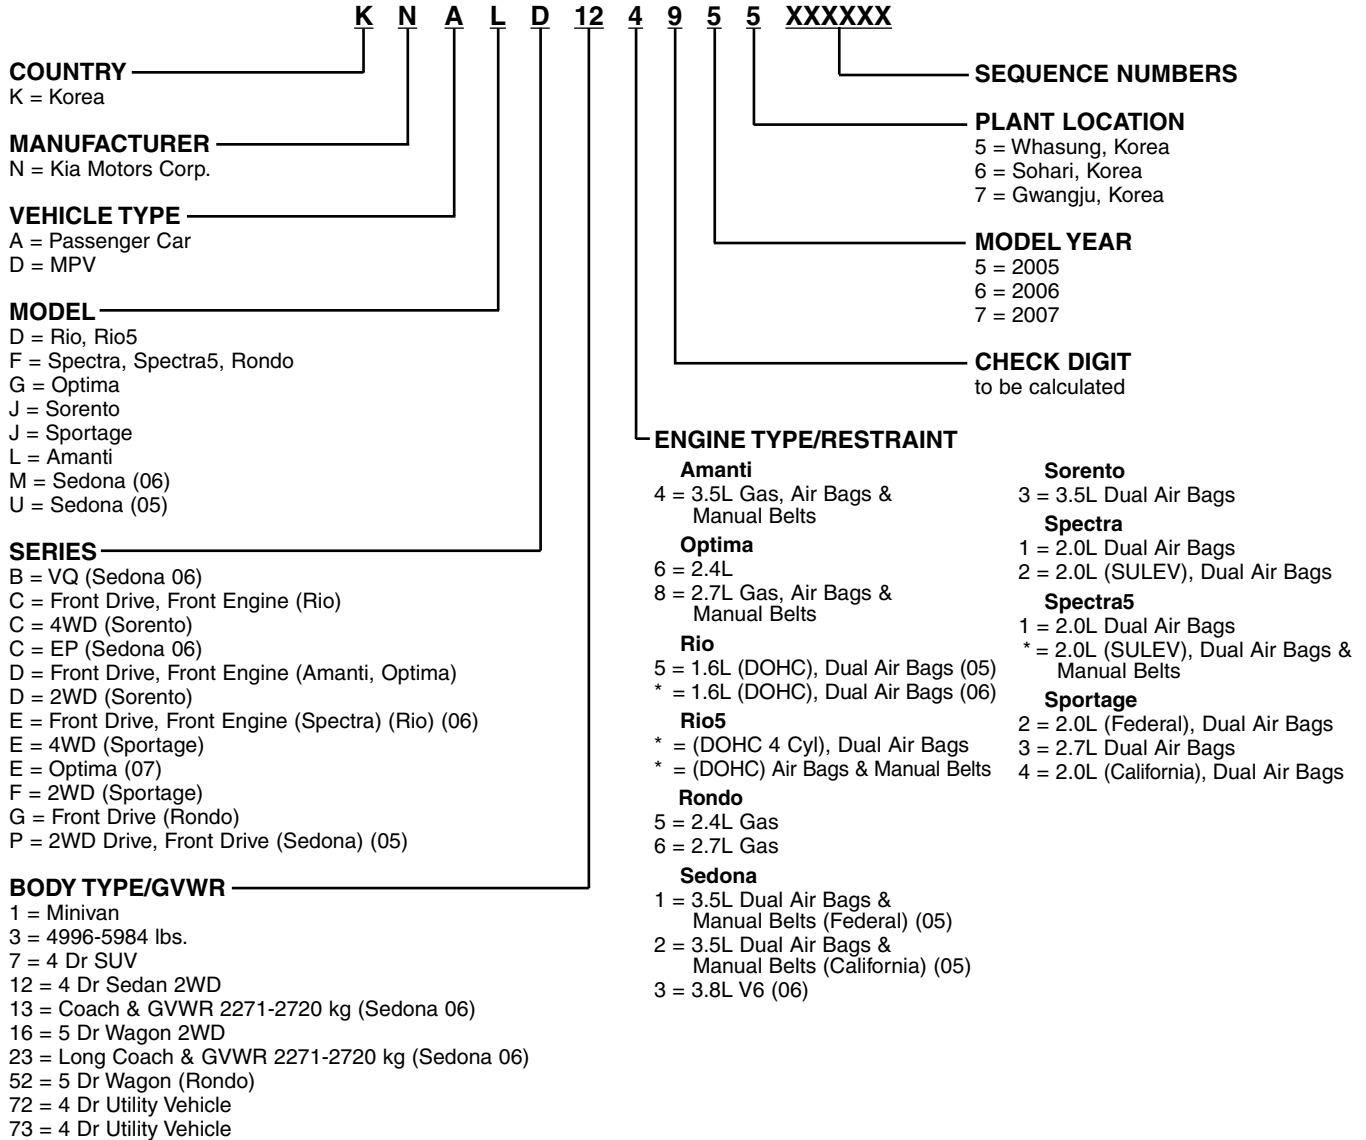 K N A L D 12 4 9 5 5 XXXXXX
COUNTRY
K = Korea
MANUFACTURER
N = Kia Motors Corp.
VEHICLE TYPE
A = Passenger Car
D = MPV
MODEL
D = Rio, Rio5
F = Spectra, Spectra5, Rondo
G = Optima
J = Sorento
J = Sportage
L = Amanti
M = Sedona (06)
U = Sedona (05)
SERIES
B = VQ (Sedona 06)
C = Front Drive, Front Engine (Rio)
C = 4WD (Sorento)
C = EP (Sedona 06)
D = Front Drive, Front Engine (Amanti, Optima)
D = 2WD (Sorento)
E = Front Drive, Front Engine (Spectra) (Rio) (06)
E = 4WD (Sportage)
E = Optima (07)
F = 2WD (Sportage)
G = Front Drive (Rondo)
P = 2WD Drive, Front Drive (Sedona) (05)
BODY TYPE/GVWR
1 = Minivan
3 = 4996-5984 lbs.
7 = 4 Dr SUV
12 = 4 Dr Sedan 2WD
13 = Coach & GVWR 2271-2720 kg (Sedona 06)
16 = 5 Dr Wagon 2WD
23 = Long Coach & GVWR 2271-2720 kg (Sedona 06)
52 = 5 Dr Wagon (Rondo)
72 = 4 Dr Utility Vehicle
73 = 4 Dr Utility Vehicle
SEQUENCE NUMBERS
PLANT LOCATION
5 = Whasung, Korea
6 = Sohari, Korea
7 = Gwangju, Korea
MODEL YEAR
5 = 2005
6 = 2006
7 = 2007
CHECK DIGIT
to be calculated
ENGINE TYPE/RESTRAINT
Amanti
4 = 3.5L Gas, Air Bags &
Manual Belts
Optima
6 = 2.4L
8 = 2.7L Gas, Air Bags &
Manual Belts
Rio
5 = 1.6L (DOHC), Dual Air Bags (05)
* = 1.6L (DOHC), Dual Air Bags (06)
Rio5
* = (DOHC 4 Cyl), Dual Air Bags
* = (DOHC) Air Bags & Manual Belts
Rondo
5 = 2.4L Gas
6 = 2.7L Gas
Sedona
1 = 3.5L Dual Air Bags &
Manual Belts (Federal) (05)
2 = 3.5L Dual Air Bags &
Manual Belts (California) (05)
3 = 3.8L V6 (06)
Sorento
3 = 3.5L Dual Air Bags
Spectra
1 = 2.0L Dual Air Bags
2 = 2.0L (SULEV), Dual Air Bags
Spectra5
1 = 2.0L Dual Air Bags
* = 2.0L (SULEV), Dual Air Bags &
Manual Belts
Sportage
2 = 2.0L (Federal), Dual Air Bags
3 = 2.7L Dual Air Bags
4 = 2.0L (California), Dual Air Bags